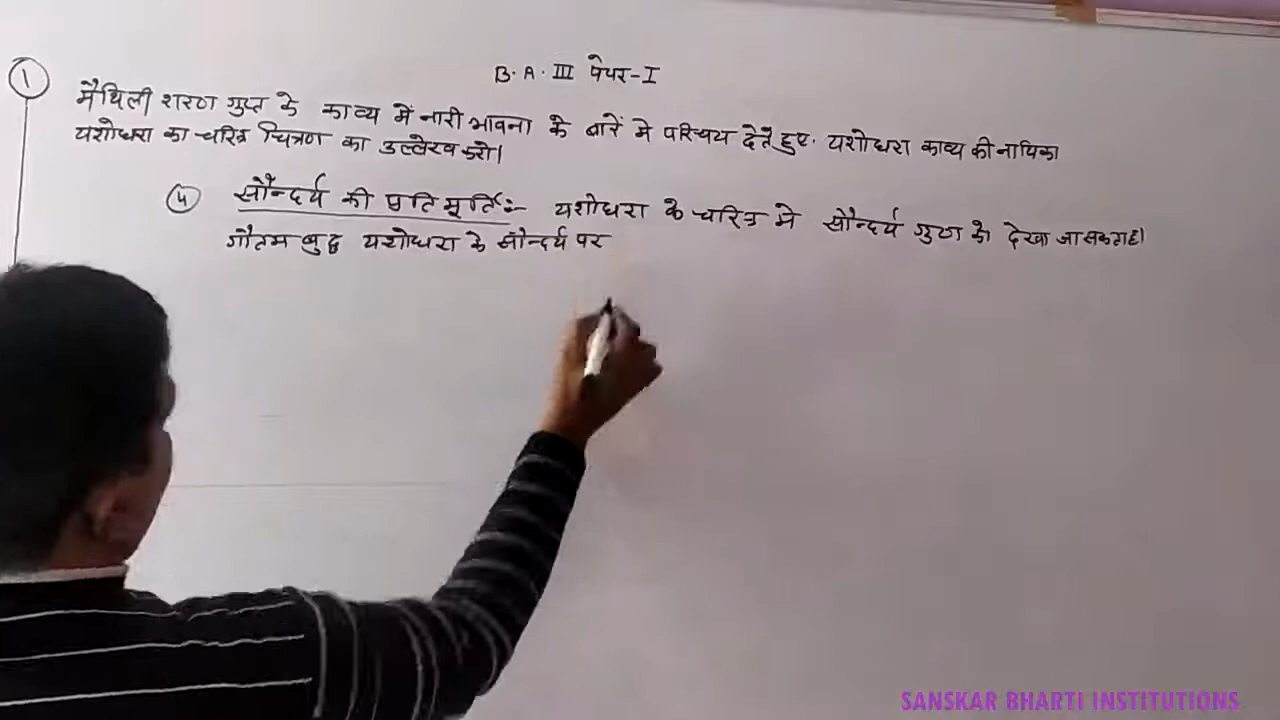 B.A.III पेपर-I
1
मैथिली शरण गुप्त के काव्य में नारी भावना के बारें मे परिचय देते हुए. यशोधरा काव्य की नायिका
यशोधरा का चरित्र चित्रण का उल्लेख करो।
4 सौन्दर्य की प्रतिमूर्ति:- यशोधरा के चरित्र मे सौन्दर्य गुण को देखा जा सकता है।
गौतम बुद्ध यशोधरा के सौन्दर्य पर
SANSKAR BHARTI INSTITUTIONS